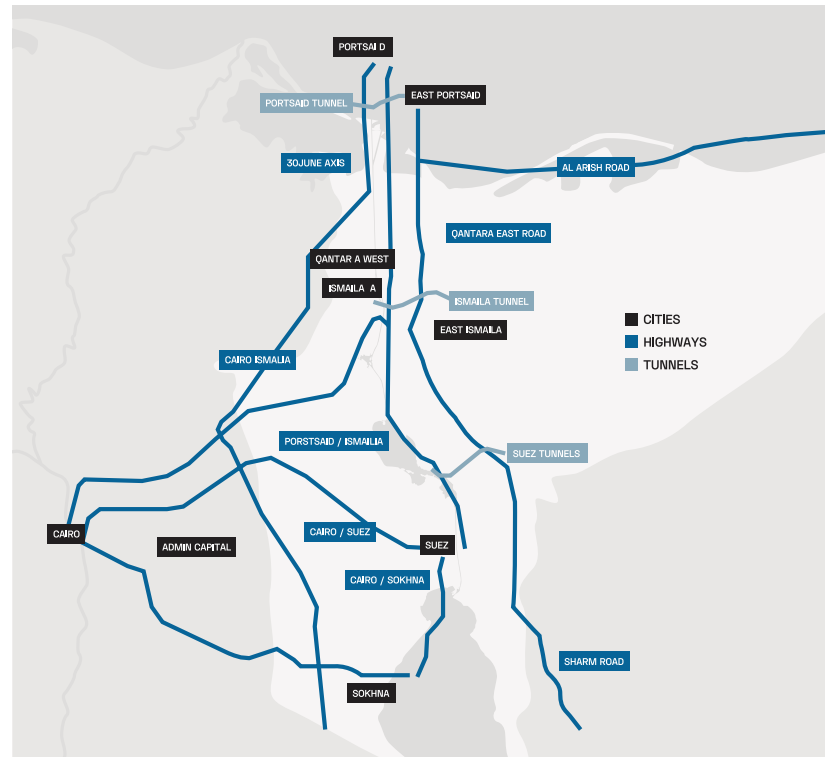 PORTSAI D
PORTSAID TUNNEL
EAST PORTSAID
30JUNE AXIS
AL ARISH ROAD
QANTARA EAST ROAD
QANTAR A WEST
ISMAILA A
ISMAILA TUNNEL
EAST ISMAILA
CITIES
HIGHWAYS
TUNNELS
CAIRO ISMALIA
PORSTSAID / ISMAILIA
SUEZ TUNNELS
CAIRO
ADMIN CAPITAL
CAIRO / SUEZ
SUEZ
CAIRO / SOKHNA
SHARM ROAD
SOKHNA